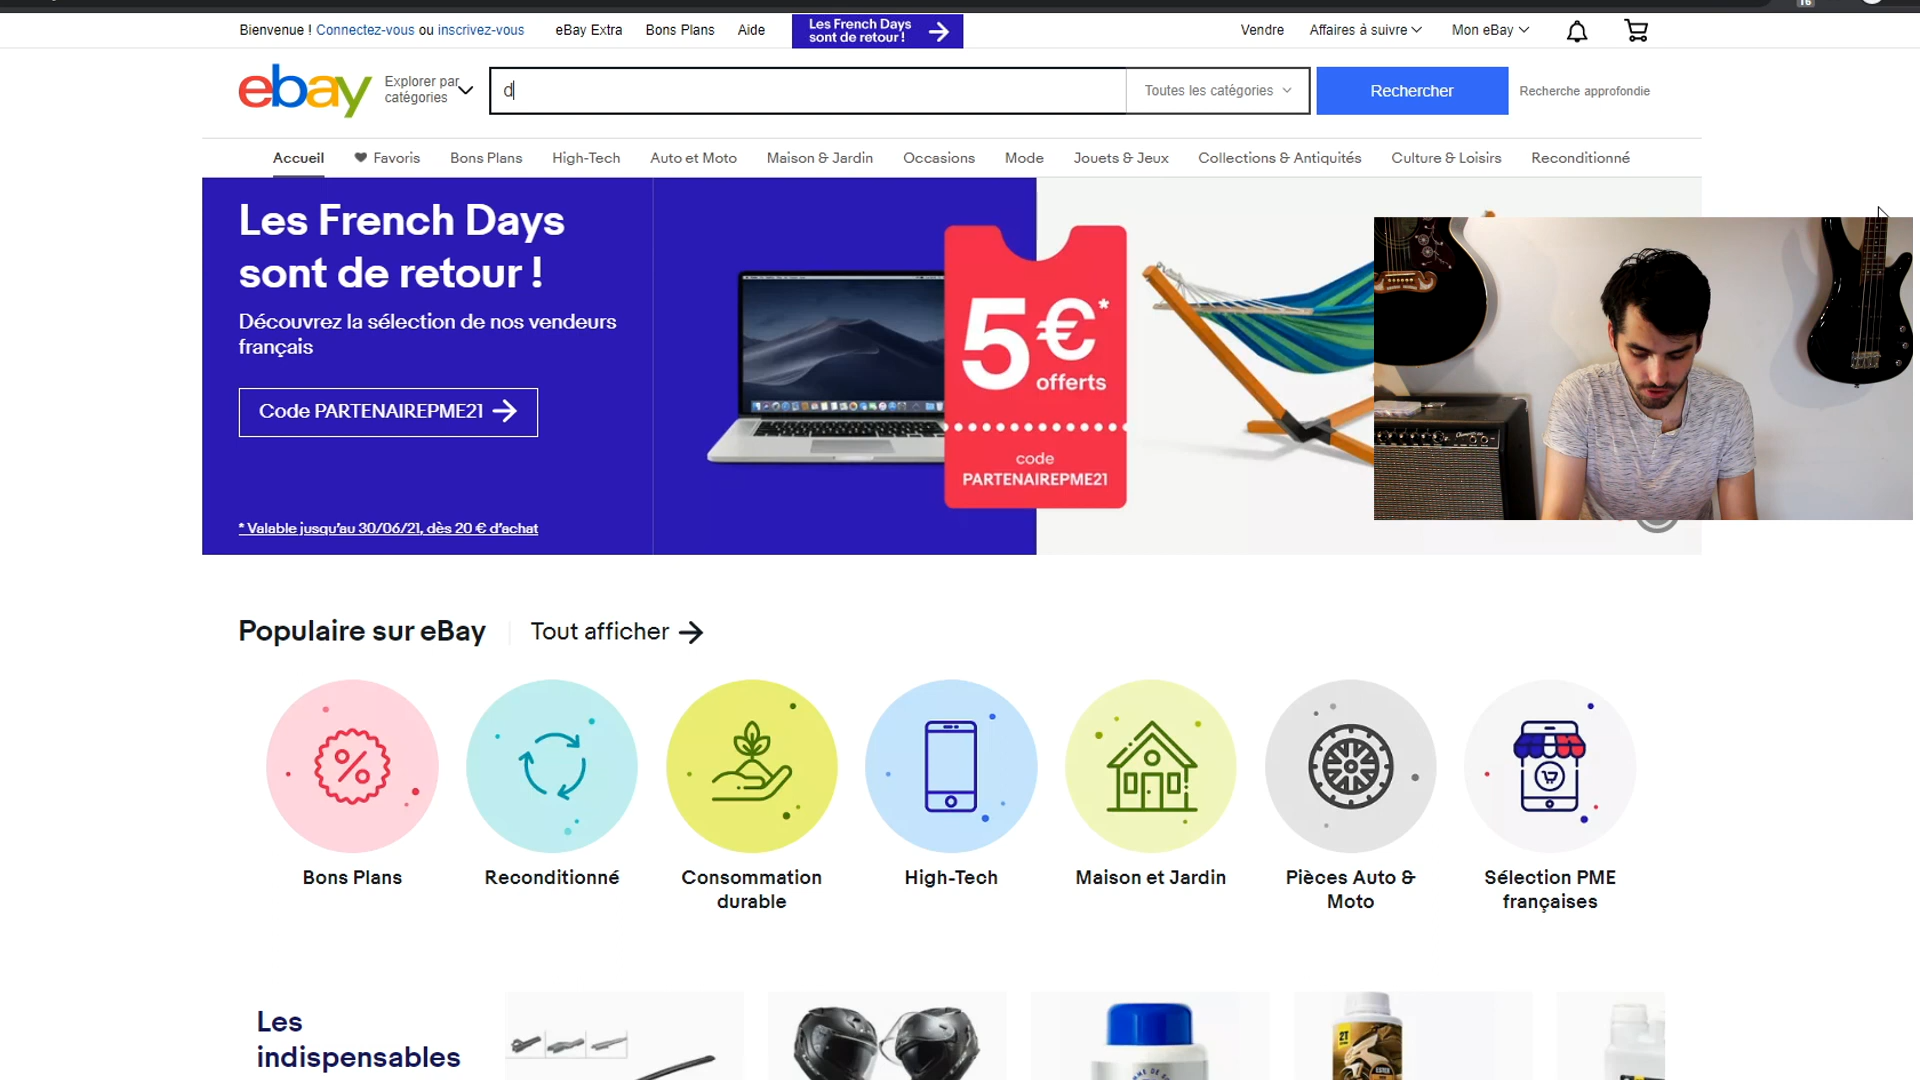 16
Bienvenue ! Connectez-vous ou inscrivez-vous
eBay Extra
Bons Plans
Aide
Les French Days
sont de retour !
Vendre
Affaires à suivre
Mon eBay
ebay
Explorer par
catégories
d
Toutes les catégories
Rechercher
Recherche approfondie
Accueil
Favoris
Bons Plans
High-Tech
Auto et Moto
Maison & Jardin
Occasions
Mode
Jouets & Jeux
Collections & Antiquités
Culture & Loisirs
Reconditionné
Les French Days
sont de retour !
Découvrez la sélection de nos vendeurs
français
Code PARTENAIREPME21
* Valable jusqu'au 30/06/21, dès 20 € d'achat
5€*
offerts
code
PARTENAIREPME21
Populaire sur eBay
Tout afficher
Bons Plans
Reconditionné
Consommation
durable
High-Tech
Maison et Jardin
Pièces Auto &
Moto
Sélection PME
françaises
Les
indispensables
2T